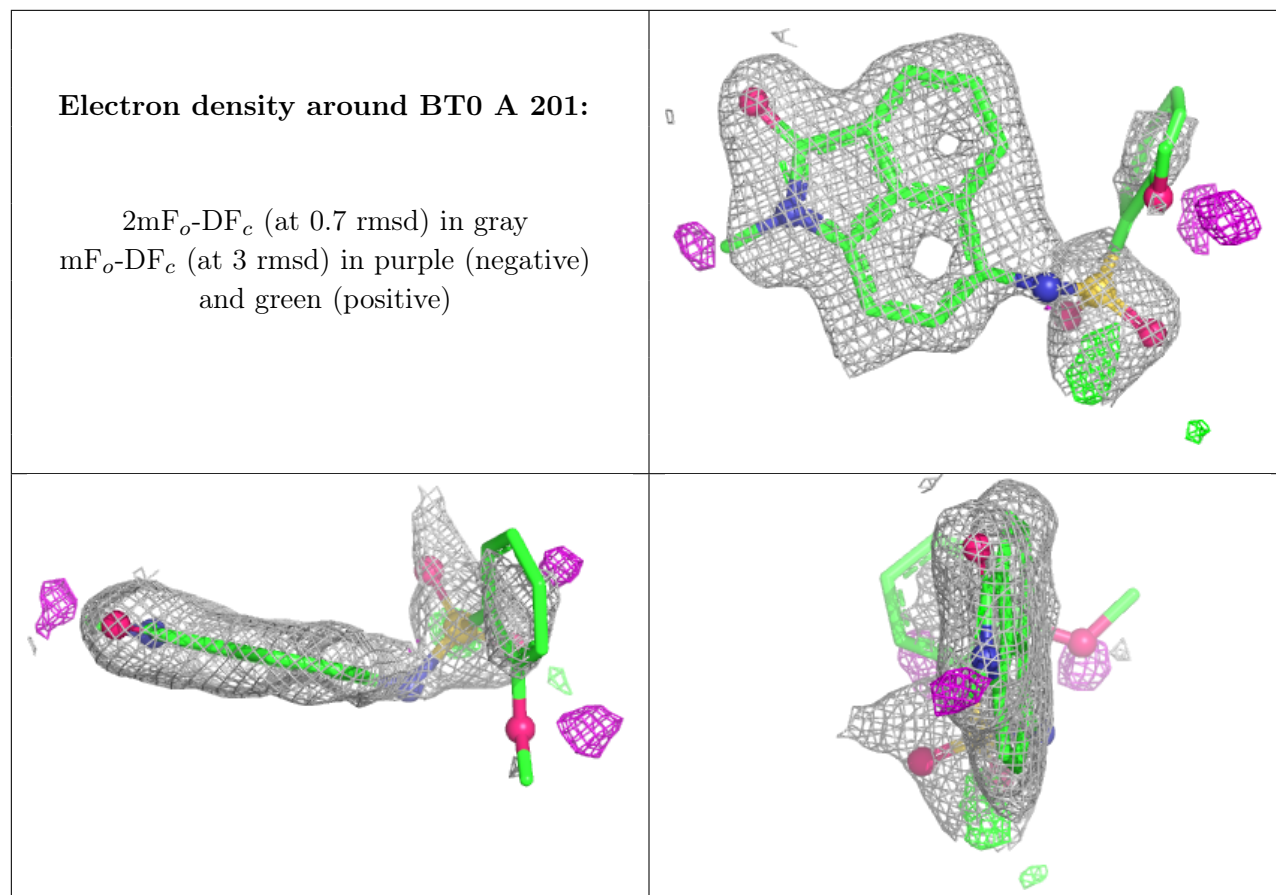 Electron density around BT0 A 201:
2mFo-DFc (at 0.7 rmsd) in gray
mFo-DFc (at 3 rmsd) in purple (negative)
and green (positive)